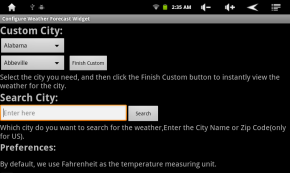 2:35 AM
Configure Weather Forecast Widget
Custom City:
Alabama
Abbeville Finish Custom
Select the city you need, and then click the Finish Custom button to instantly view the
weather for the city.
Search City:
Enter here Search
Which city do you want to search for the weather,Enter the City Name or Zip Code(only
for US).
Preferences:
By default, we use Fahrenheit as the temperature measuring unit.